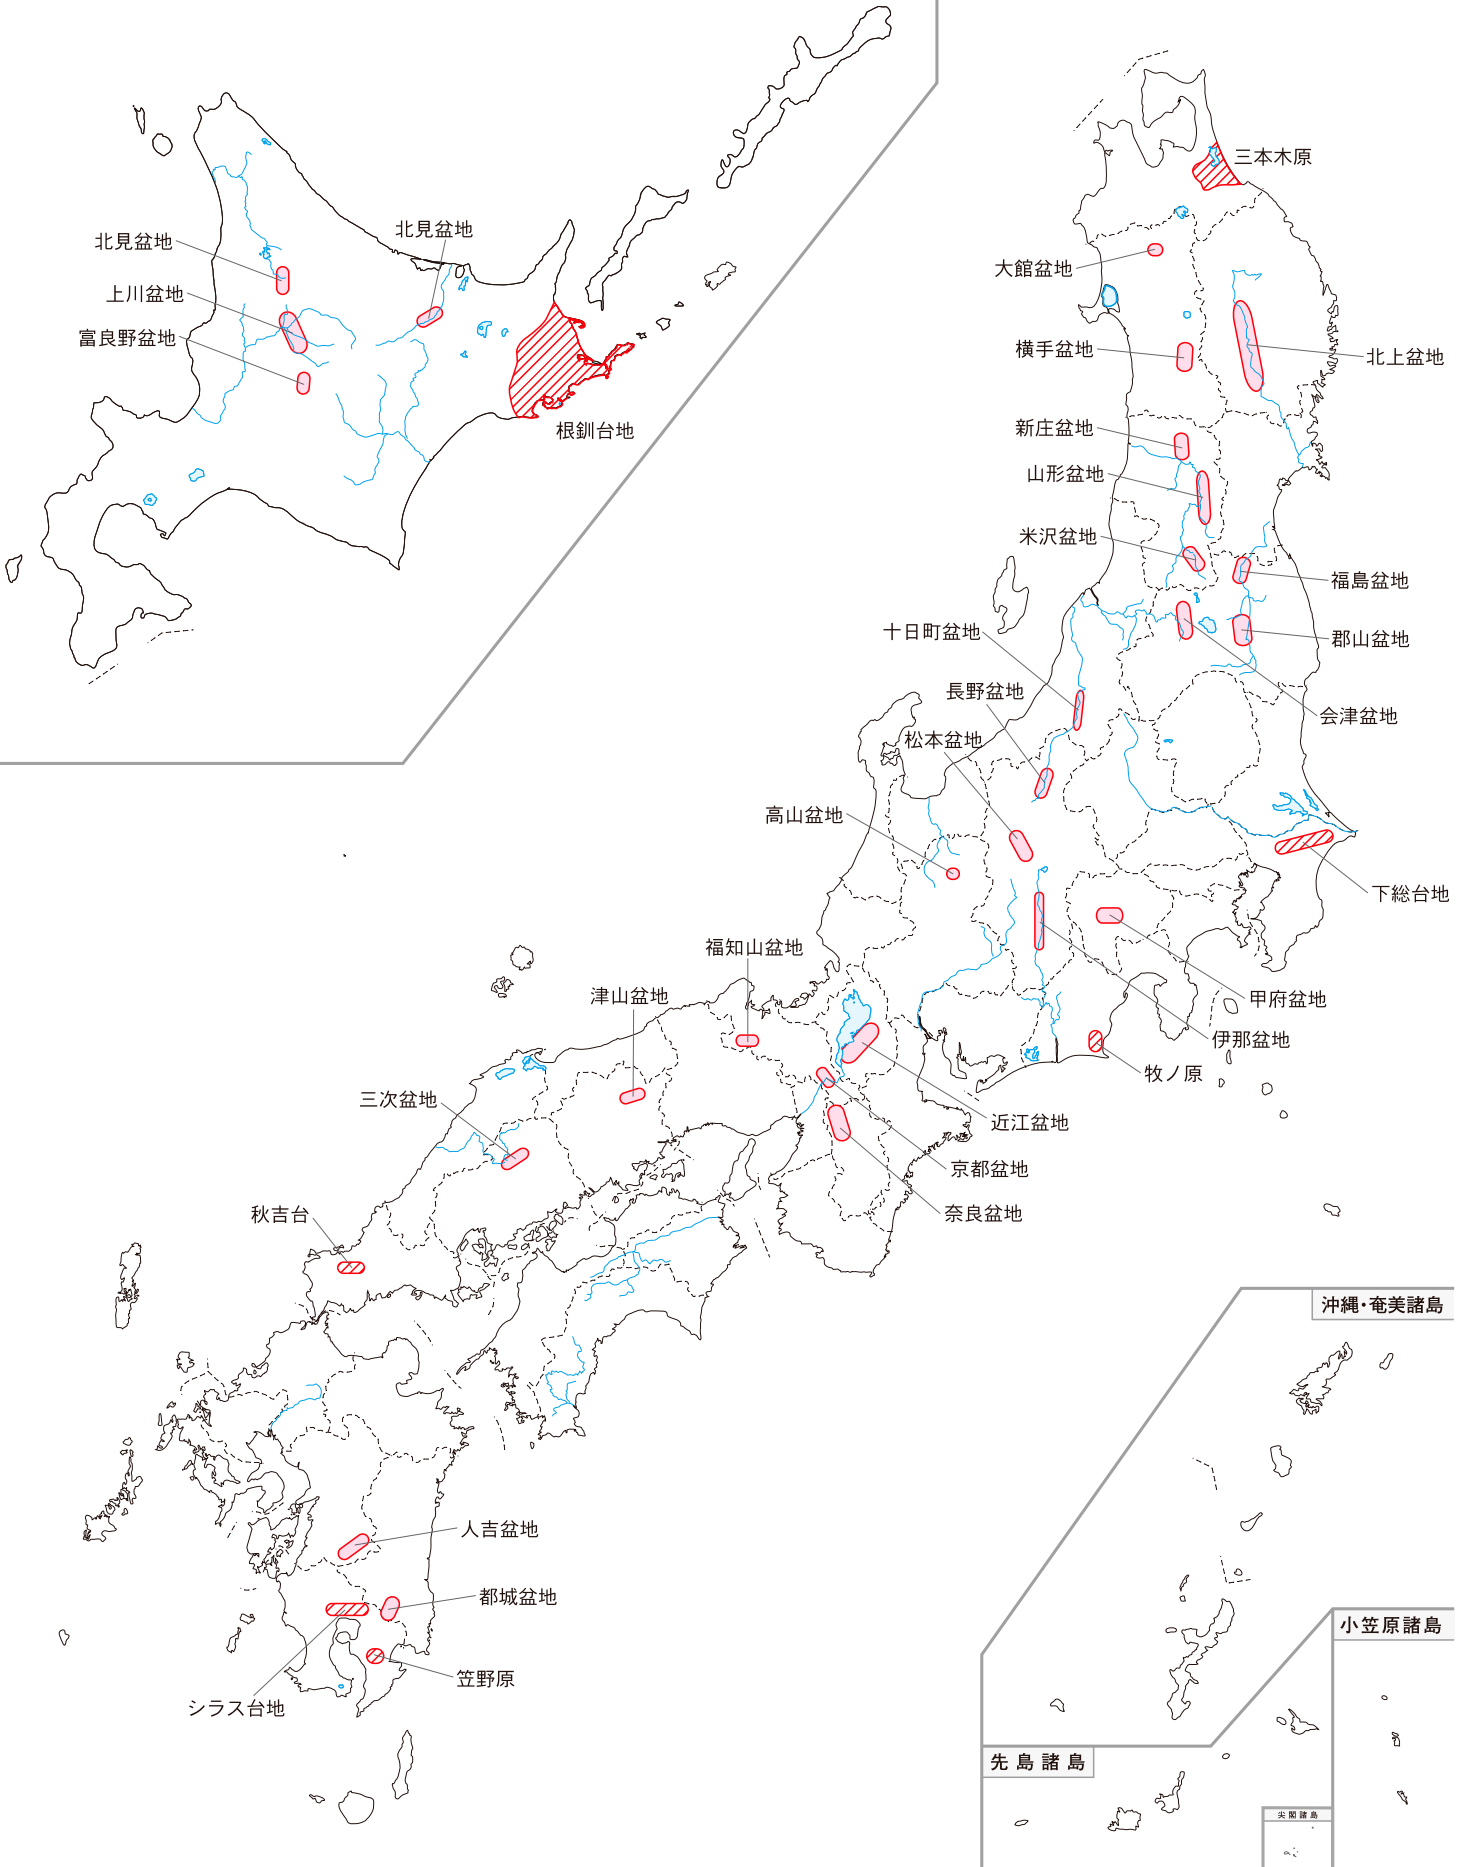 三本木原
北見盆地
北見盆地
大館盆地
上川盆地
富良野盆地
横手盆地
北上盆地
根釧台地
新庄盆地
山形盆地
米沢盆地
福島盆地
十日町盆地
郡山盆地
長野盆地
会津盆地
松本盆地
高山盆地
下総台地
福知山盆地
津山盆地
甲府盆地
伊那盆地
牧ノ原
三次盆地
近江盆地
京都盆地
秋吉台
奈良盆地
沖縄・奄美諸島
人吉盆地
都城盆地
小笠原諸島
笠野原
シラス台地
先島諸島
尖閣諸島